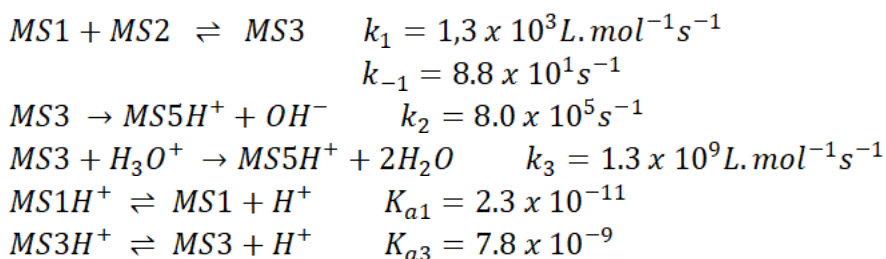 MS1 + MS2 ⇌ MS3 k₁ = 1,3 x 10³ L.mol⁻¹s⁻¹
k₋₁ = 8.8 x 10¹s⁻¹
MS3 → MS5H⁺ + OH⁻ k₂ = 8.0 x 10⁵s⁻¹
MS3 + H₃O⁺ → MS5H⁺ + 2H₂O k₃ = 1.3 x 10⁹L.mol⁻¹s⁻¹
MS1H⁺ ⇌ MS1 + H⁺ Kₐ₁ = 2.3 x 10⁻¹¹
MS3H⁺ ⇌ MS3 + H⁺ Kₐ₃ = 7.8 x 10⁻⁹